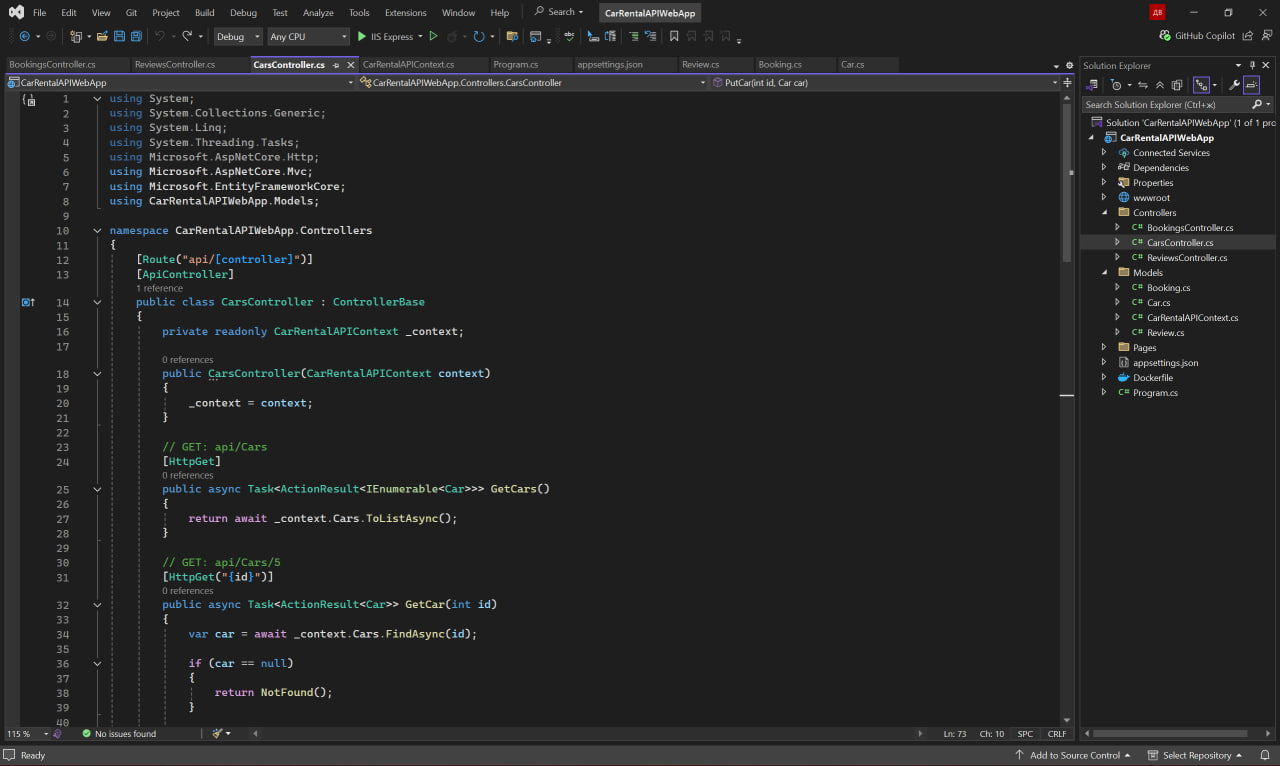 File Edit View Git Project Build Debug Test Analyze Tools Extensions Window Help Search CarRentalAPIWebApp ДВ
Debug Any CPU IIS Express GitHub Copilot
BookingsController.cs ReviewsController.cs CarsController.cs CarRentalAPIContext.cs Program.cs appsettings.json Review.cs Booking.cs Car.cs
CarRentalAPIWebApp CarRentalAPIWebApp.Controllers.CarsController PutCar(int id, Car car)
1 using System;
2 using System.Collections.Generic;
3 using System.Linq;
4 using System.Threading.Tasks;
5 using Microsoft.AspNetCore.Http;
6 using Microsoft.AspNetCore.Mvc;
7 using Microsoft.EntityFrameworkCore;
8 using CarRentalAPIWebApp.Models;
9
10 namespace CarRentalAPIWebApp.Controllers
11 {
12 [Route("api/[controller]")]
13 [ApiController]
1 reference
14 public class CarsController : ControllerBase
15 {
16 private readonly CarRentalAPIContext _context;
17
0 references
18 public CarsController(CarRentalAPIContext context)
19 {
20 _context = context;
21 }
22
23 // GET: api/Cars
24 [HttpGet]
0 references
25 public async Task<ActionResult<IEnumerable<Car>>> GetCars()
26 {
27 return await _context.Cars.ToListAsync();
28 }
29
30 // GET: api/Cars/5
31 [HttpGet("{id}")]
0 references
32 public async Task<ActionResult<Car>> GetCar(int id)
33 {
34 var car = await _context.Cars.FindAsync(id);
35
36 if (car == null)
37 {
38 return NotFound();
39 }
40
115 % No issues found Ln: 73 Ch: 10 SPC CRLF
Solution Explorer
Search Solution Explorer (Ctrl+ж)
Solution 'CarRentalAPIWebApp' (1 of 1 pro
CarRentalAPIWebApp
Connected Services
Dependencies
Properties
wwwroot
Controllers
C# BookingsController.cs
C# CarsController.cs
C# ReviewsController.cs
Models
C# Booking.cs
C# Car.cs
C# CarRentalAPIContext.cs
C# Review.cs
Pages
appsettings.json
Dockerfile
C# Program.cs
Ready Add to Source Control Select Repository